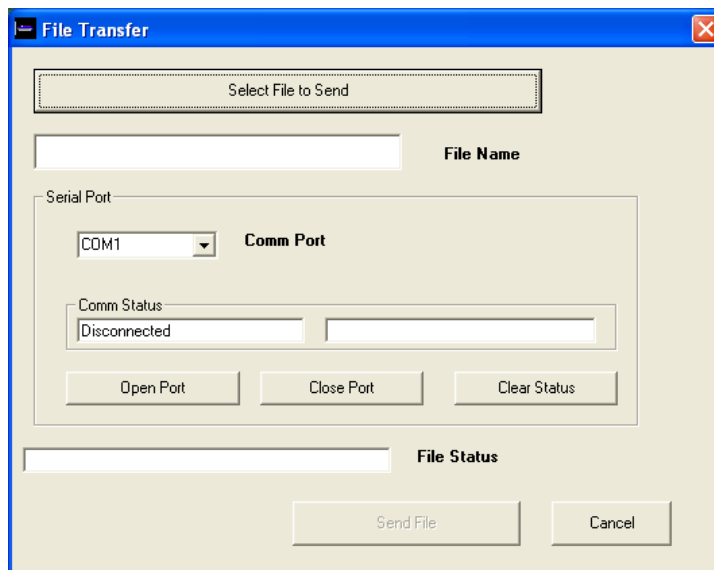 File Transfer
Select File to Send
File Name
Serial Port
COM1
Comm Port
Comm Status
Disconnected
Open Port
Close Port
Clear Status
File Status
Send File
Cancel